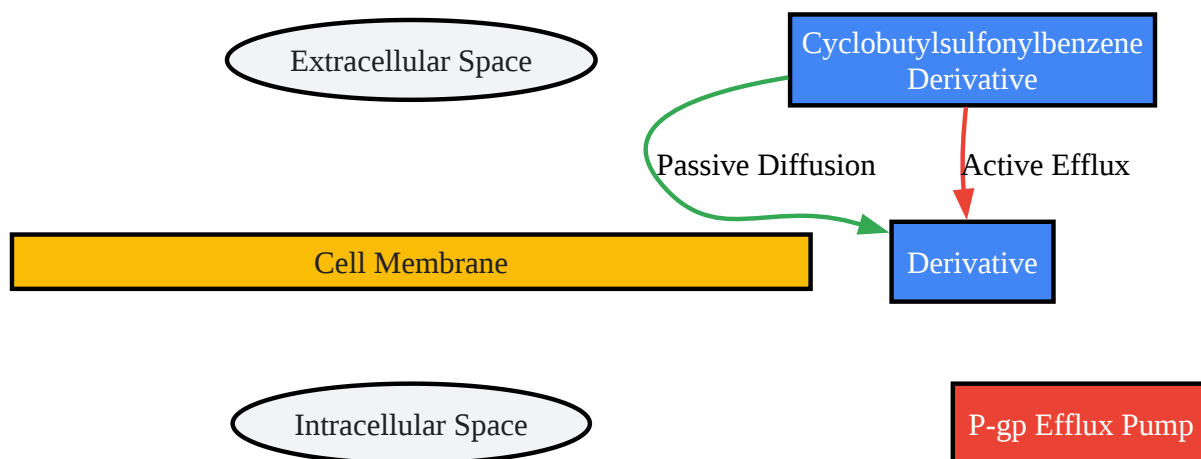 Extracellular Space
Cyclobutylsulfonylbenzene
Derivative
Passive Diffusion
Active Efflux
Cell Membrane
Derivative
Intracellular Space
P-gp Efflux Pump